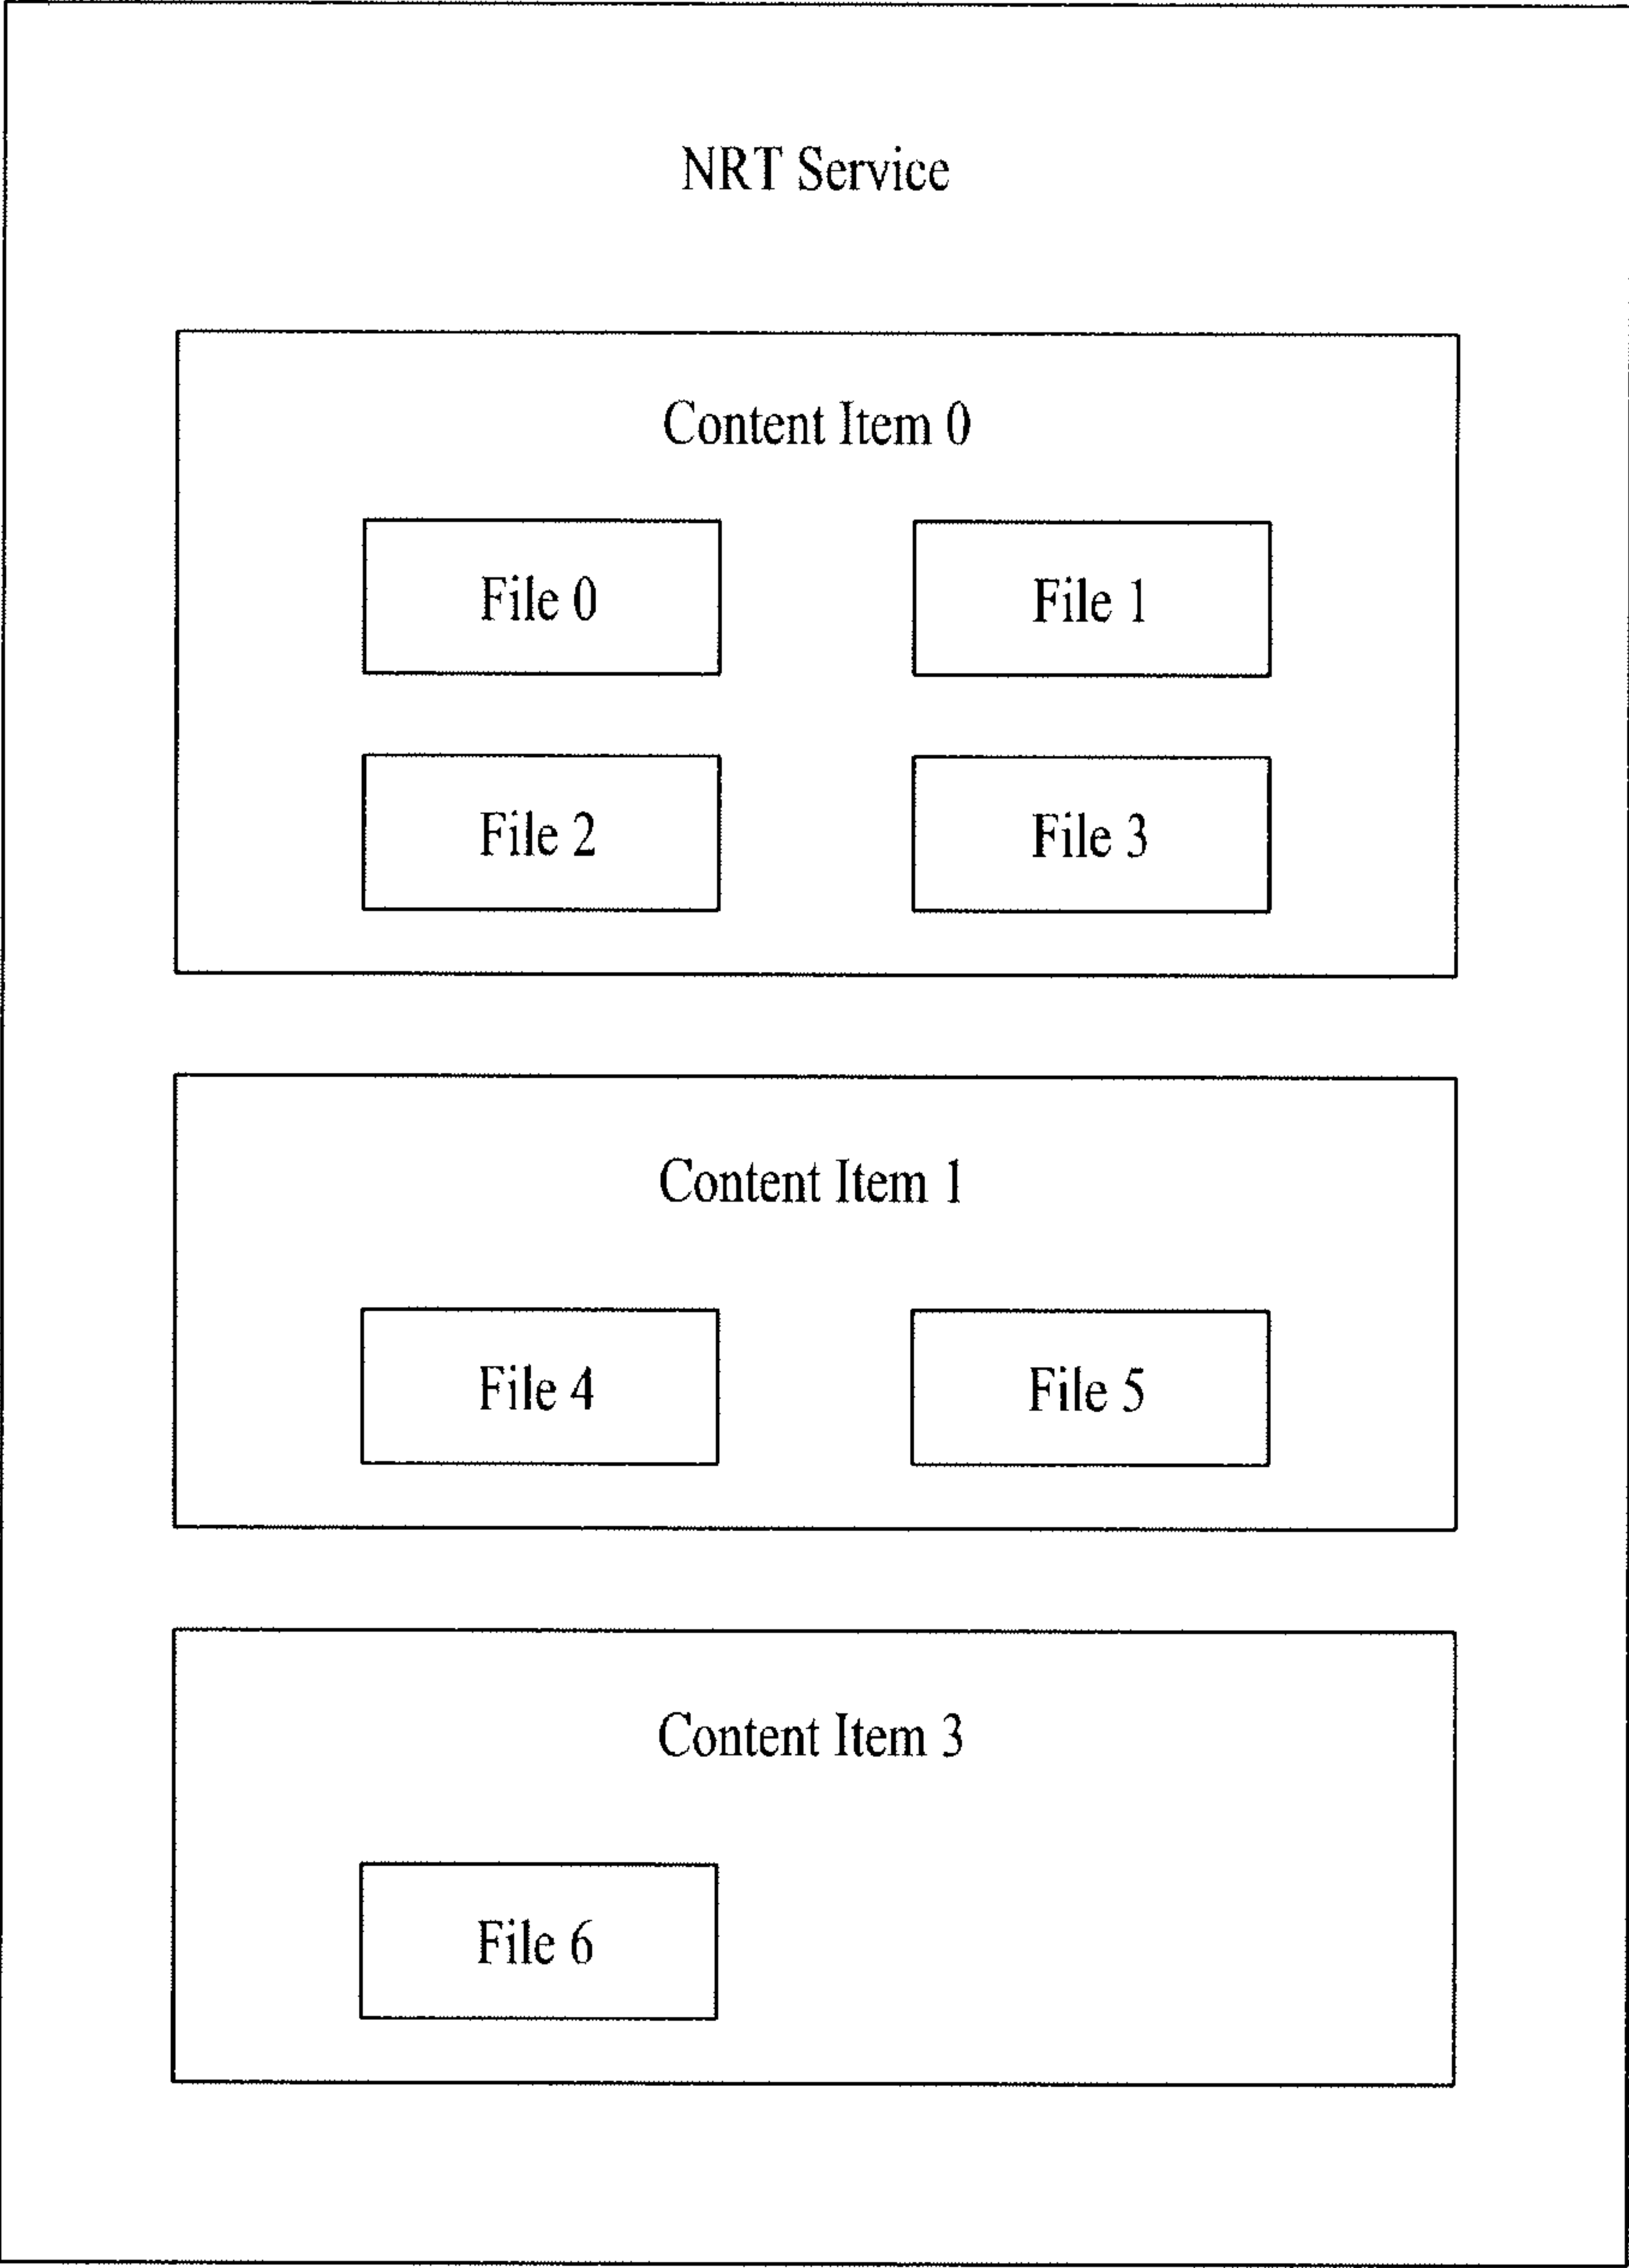 NRT Service
Content Item 0
File 0
File 1
File 2
File 3
Content Item 1
File 4
File 5
Content Item 3
File 6